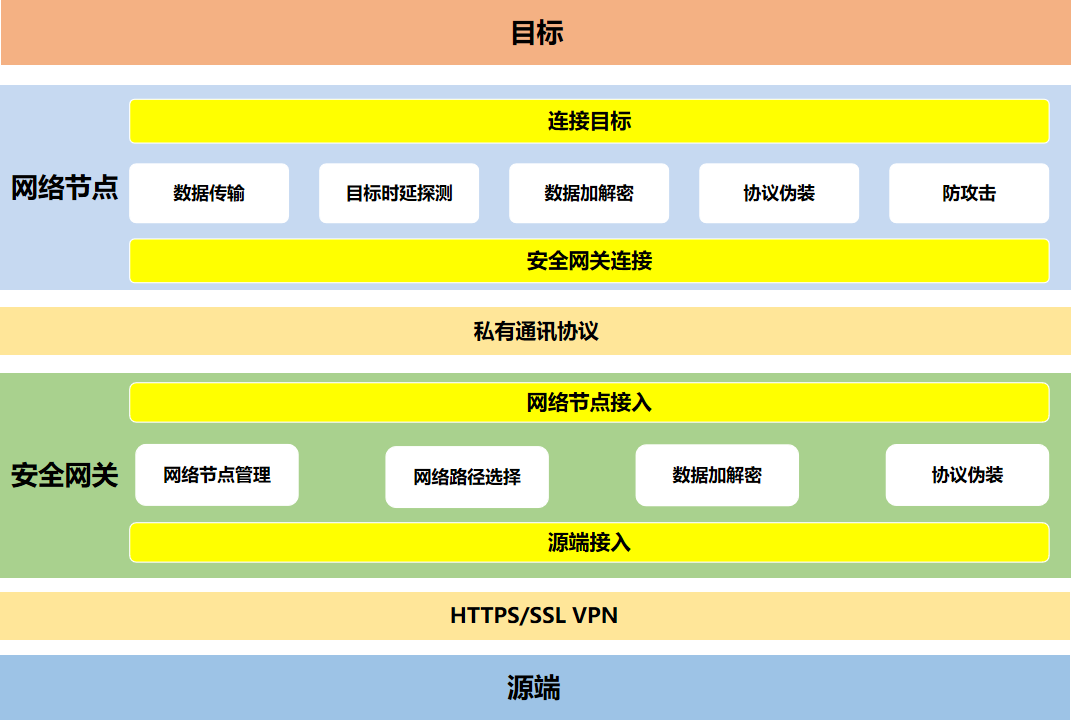 目标
连接目标
网络节点
数据传输
目标时延探测
数据加解密
协议伪装
防攻击
安全网关连接
私有通讯协议
网络节点接入
安全网关
网络节点管理
网络路径选择
数据加解密
协议伪装
源端接入
HTTPS/SSL VPN
源端